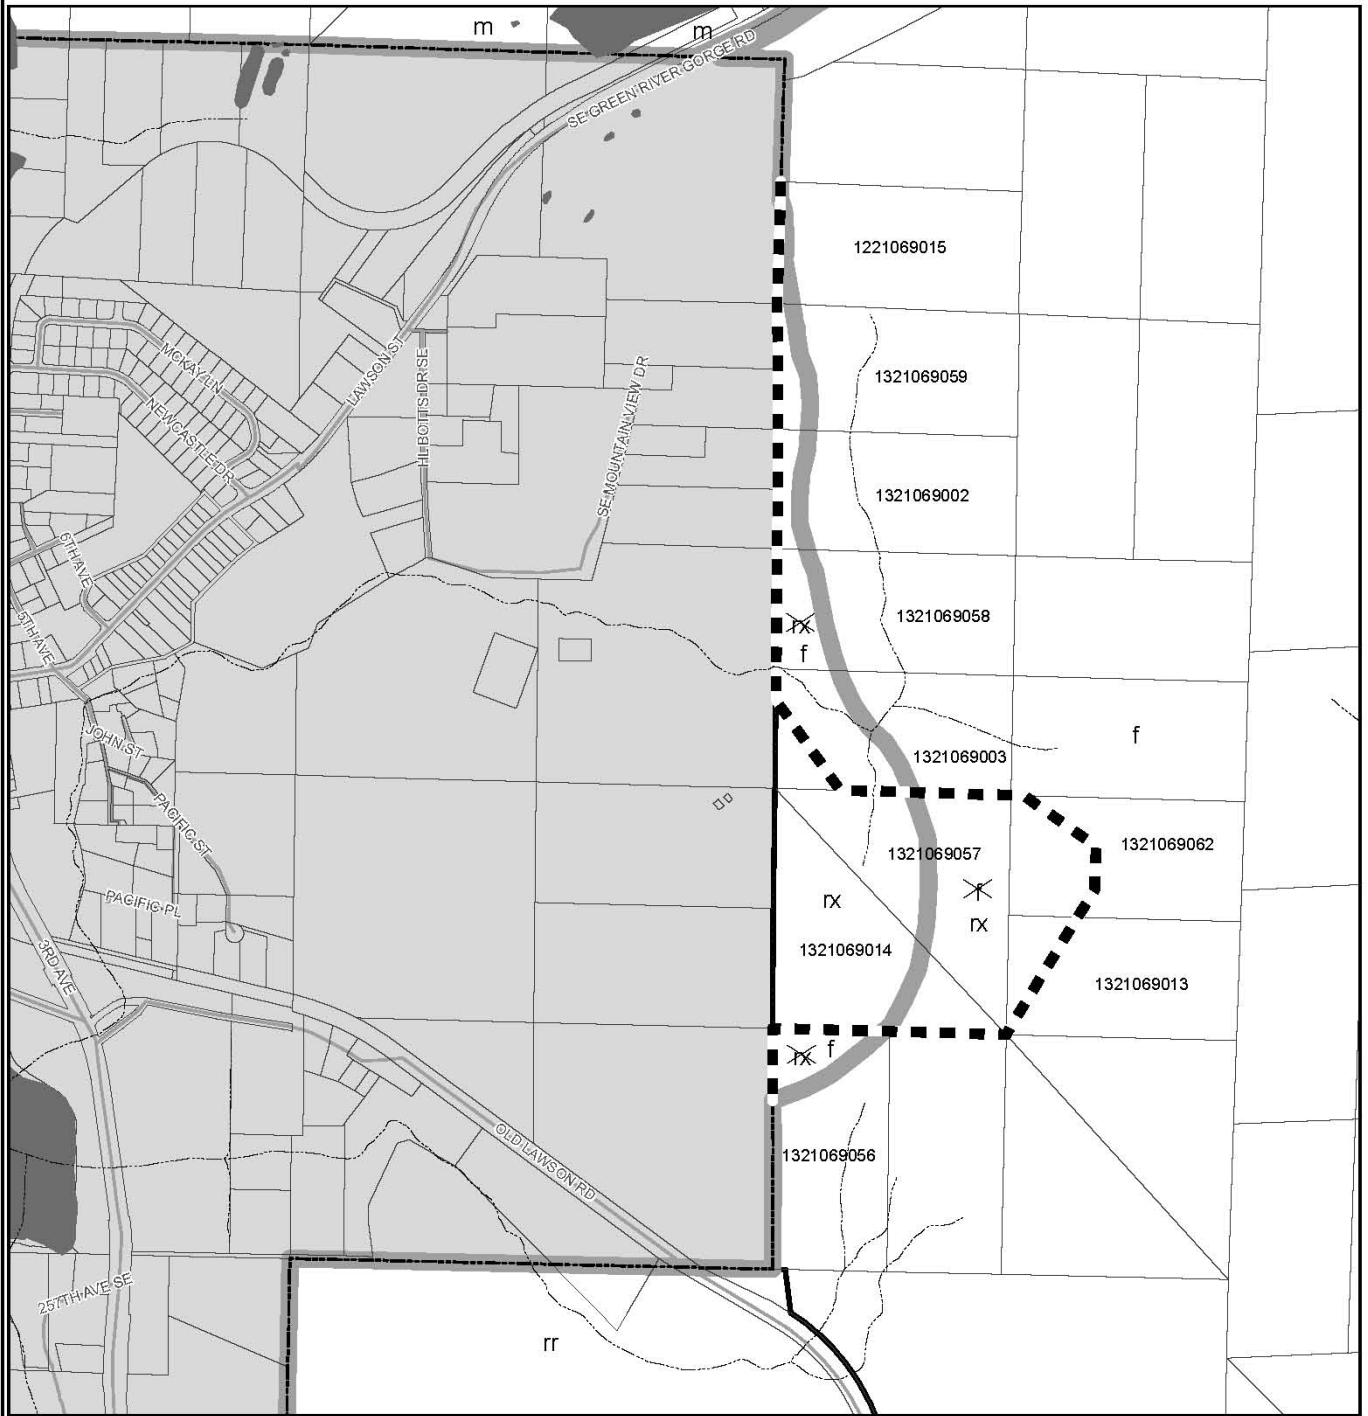 m
m
SE GREEN RIVER GORGE RD
1221069015
MCKAY LN
LAWSON ST
HL BOTTS DR SE
SE MOUNTAIN VIEW DR
1321069059
NEWCASTLE DR
1321069002
6TH AVE
5TH AVE
1321069058
rx
f
JOHN ST
1321069003
f
PACIFIC ST
1321069057
1321069062
f
rx
rx
PACIFIC PL
1321069014
3RD AVE
1321069013
rx
f
OLD LAWSON RD
1321069056
257TH AVE SE
rr